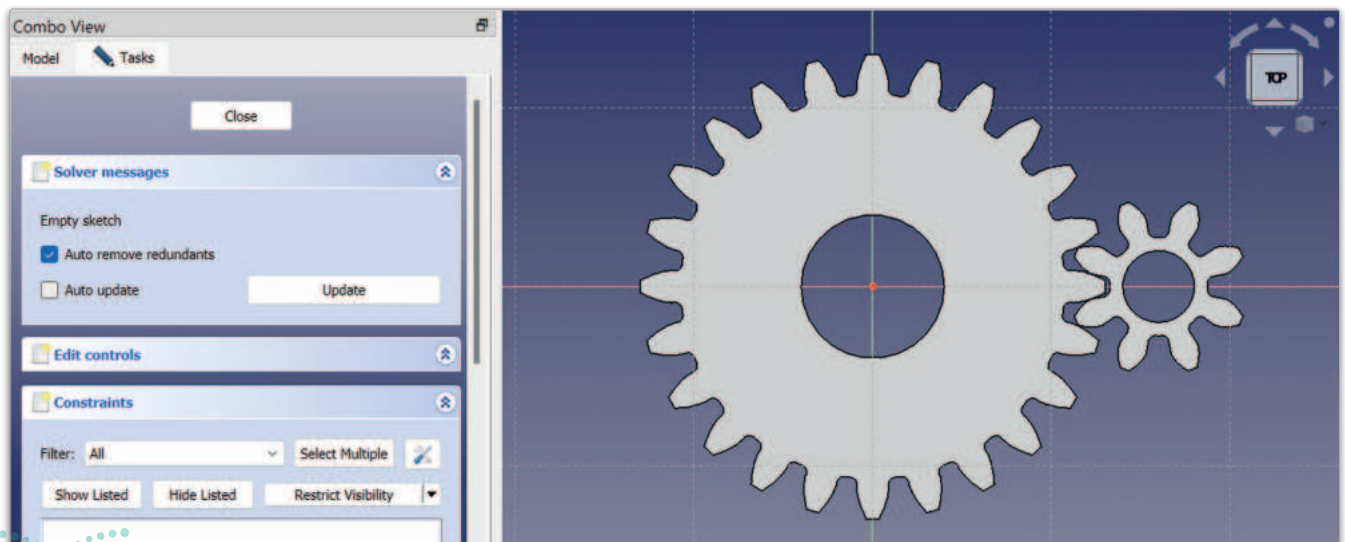 Combo View
Model Tasks
Close
Solver messages
Empty sketch
Auto remove redundants
Auto update Update
Edit controls
Constraints
Filter: All Select Multiple
Show Listed Hide Listed Restrict Visibility
TOP